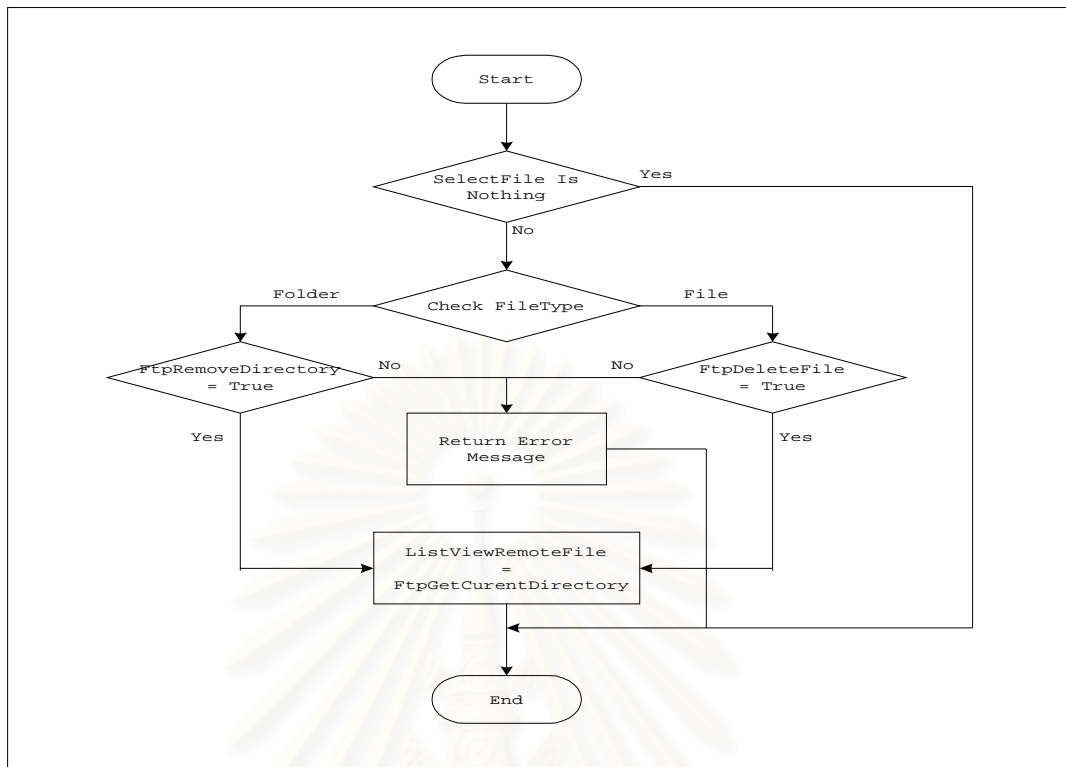 Start
SelectFile Is
Nothing
Yes
No
Folder
Check FileType
File
FtpRemoveDirectory
= True
No
No
FtpDeleteFile
= True
Yes
Return Error
Message
Yes
ListViewRemoteFile
=
FtpGetCurentDirectory
End